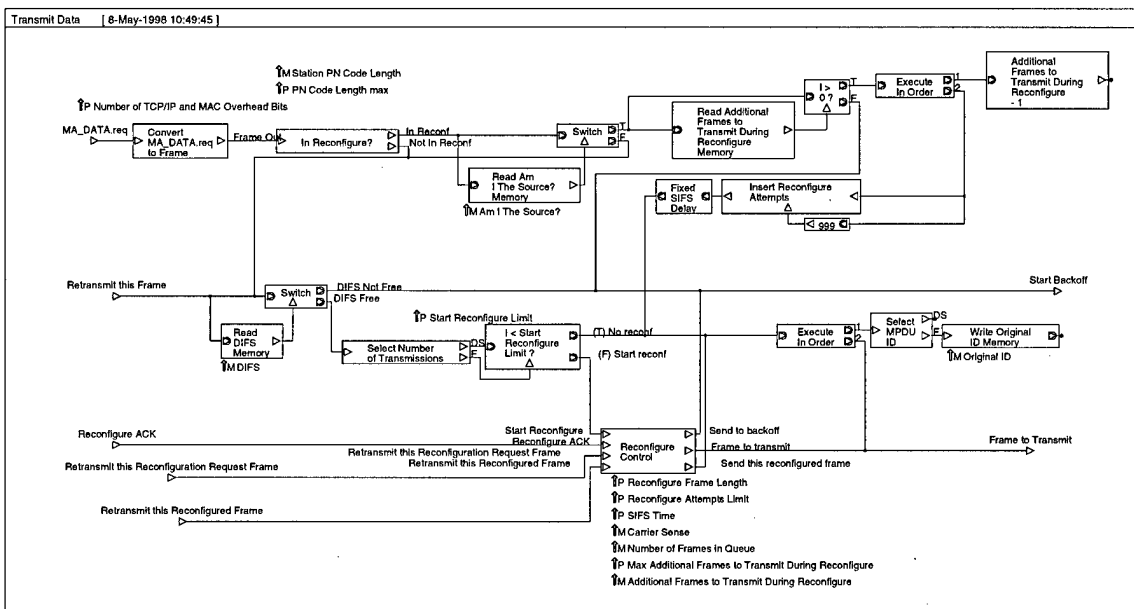 Transmit Data [ 8-May-1998 10:49:45 ]
⇑M Station PN Code Length
⇑P PN Code Length max
⇑P Number of TCP/IP and MAC Overhead Bits
MA_DATA.req
Convert
MA_DATA.req
to Frame
Frame Out
In Reconfigure?
In Reconf
Not In Reconf
Switch
T
F
Read Am
I The Source?
Memory
⇑M Am I The Source?
Read Additional
Frames to
Transmit During
Reconfigure
Memory
I >
0 ?
T
F
Execute
In Order
1
2
Additional
Frames to
Transmit During
Reconfigure
- 1
Fixed
SIFS
Delay
Insert Reconfigure
Attempts
999
Retransmit this Frame
Switch
DIFS Not Free
DIFS Free
Start Backoff
Read
DIFS
Memory
⇑M DIFS
Select Number
of Transmissions
DS
F
⇑P Start Reconfigure Limit
I < Start
Reconfigure
Limit ?
(T) No reconf
(F) Start reconf
Execute
In Order
1
2
Select
MPDU
ID
DS
F
Write Original
ID Memory
⇑M Original ID
Reconfigure ACK
Retransmit this Reconfiguration Request Frame
Retransmit this Reconfigured Frame
Start Reconfigure
Reconfigure ACK
Retransmit this Reconfiguration Request Frame
Retransmit this Reconfigured Frame
Reconfigure
Control
Send to backoff
Frame to transmit
Send this reconfigured frame
Frame to Transmit
⇑P Reconfigure Frame Length
⇑P Reconfigure Attempts Limit
⇑P SIFS Time
⇑M Carrier Sense
⇑M Number of Frames in Queue
⇑P Max Additional Frames to Transmit During Reconfigure
⇑M Additional Frames to Transmit During Reconfigure